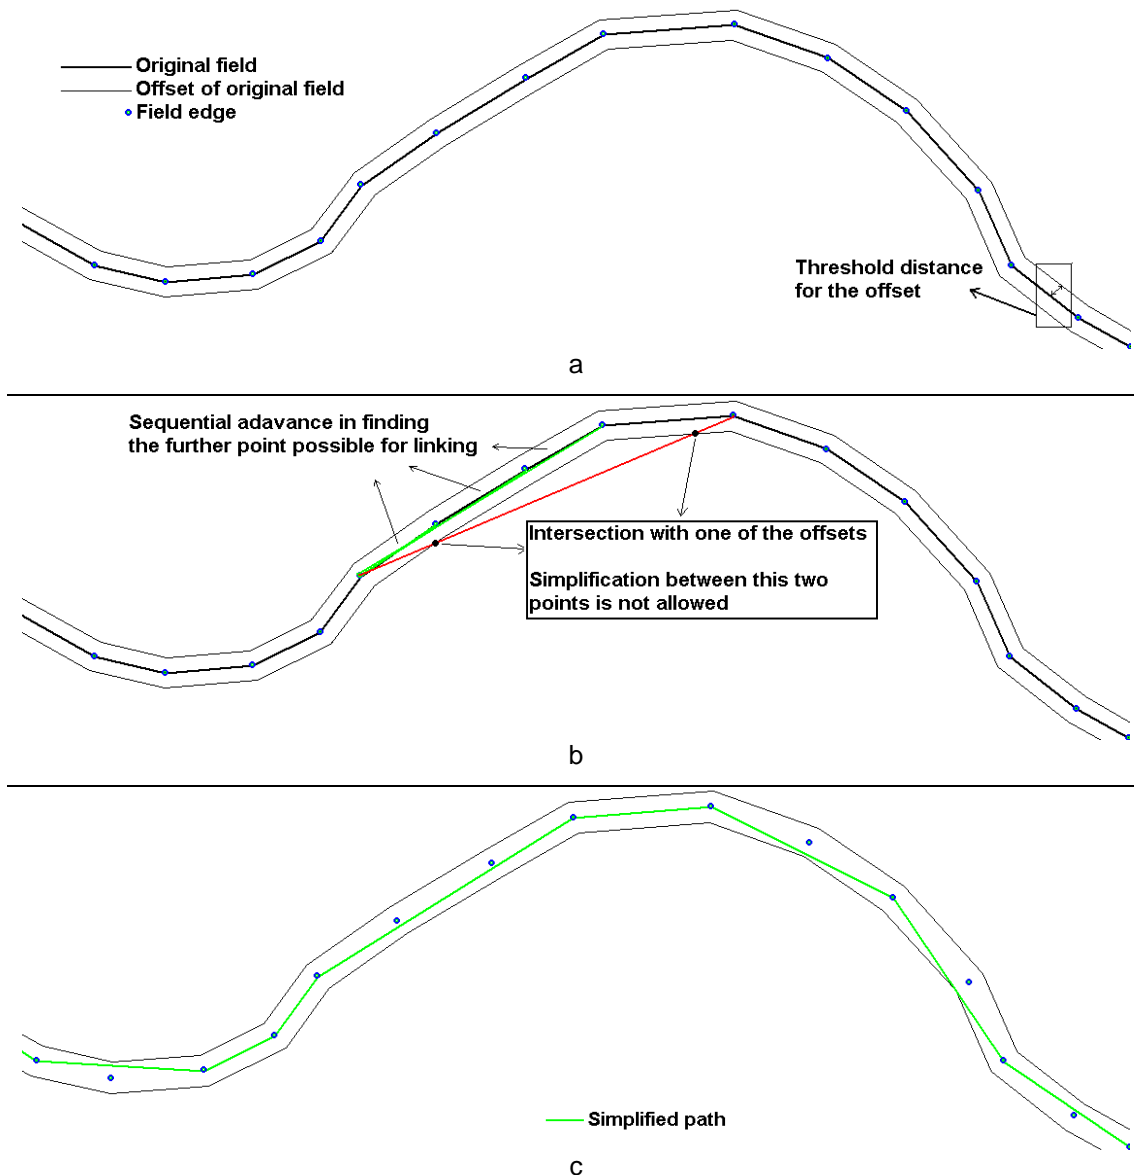 Original field
Offset of original field
Field edge
Threshold distance
for the offset
a
Sequential adavance in finding
the further point possible for linking
Intersection with one of the offsets
Simplification between this two
points is not allowed
b
Simplified path
c